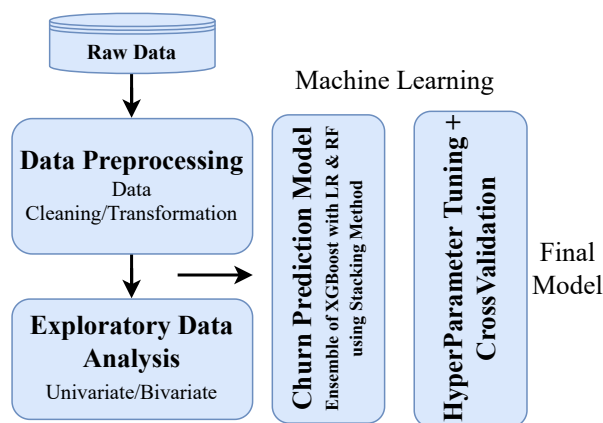 Raw Data
Machine Learning
Data Preprocessing
Data
Cleaning/Transformation
Exploratory Data
Analysis
Univariate/Bivariate
Churn Prediction Model
Ensemble of XGBoost with LR & RF
using Stacking Method
HyperParameter Tuning +
CrossValidation
Final
Model